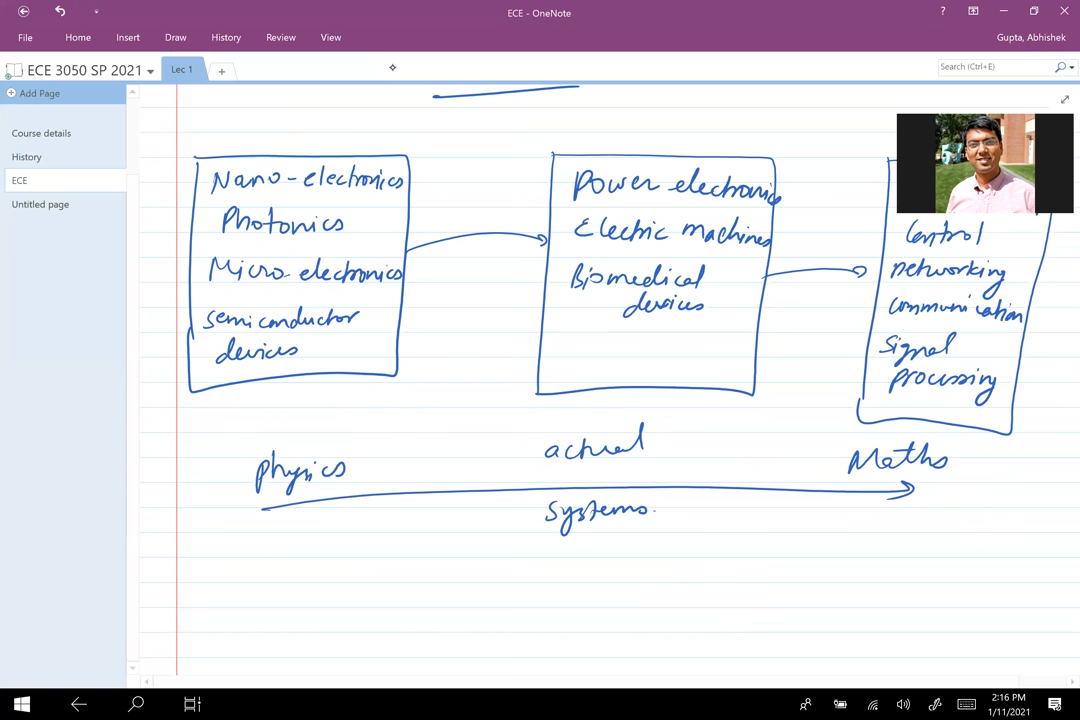 ECE - OneNote
?
File Home Insert Draw History Review View
Gupta, Abhishek
ECE 3050 SP 2021
Lec 1
+
Search (Ctrl+E)
Add Page
Course details
History
ECE
Untitled page
Nano-electronics
Photonics
Micro electronics
semiconductor
devices
Power electronics
Electric machines
Biomedical
devices
Control
networking
communication
signal
processing
physics
actual
systems.
Maths
2:16 PM
1/11/2021